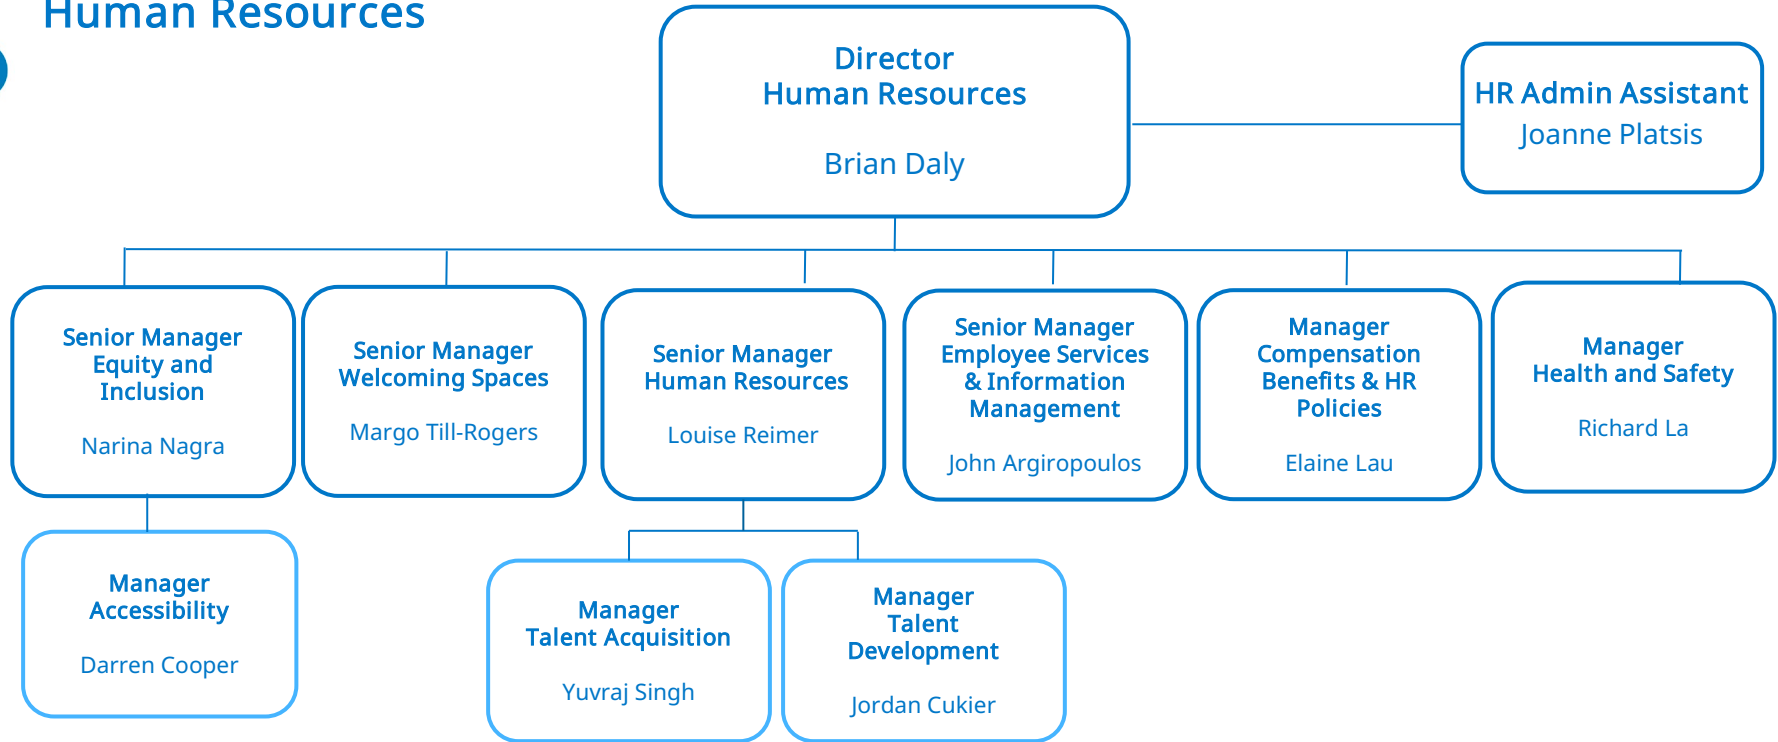 Human Resources
Director
Human Resources
Brian Daly
HR Admin Assistant
Joanne Platsis
Senior Manager
Equity and
Inclusion
Narina Nagra
Senior Manager
Welcoming Spaces
Margo Till-Rogers
Senior Manager
Human Resources
Louise Reimer
Senior Manager
Employee Services
& Information
Management
John Argiropoulos
Manager
Compensation
Benefits & HR
Policies
Elaine Lau
Manager
Health and Safety
Richard La
Manager
Accessibility
Darren Cooper
Manager
Talent Acquisition
Yuvraj Singh
Manager
Talent
Development
Jordan Cukier